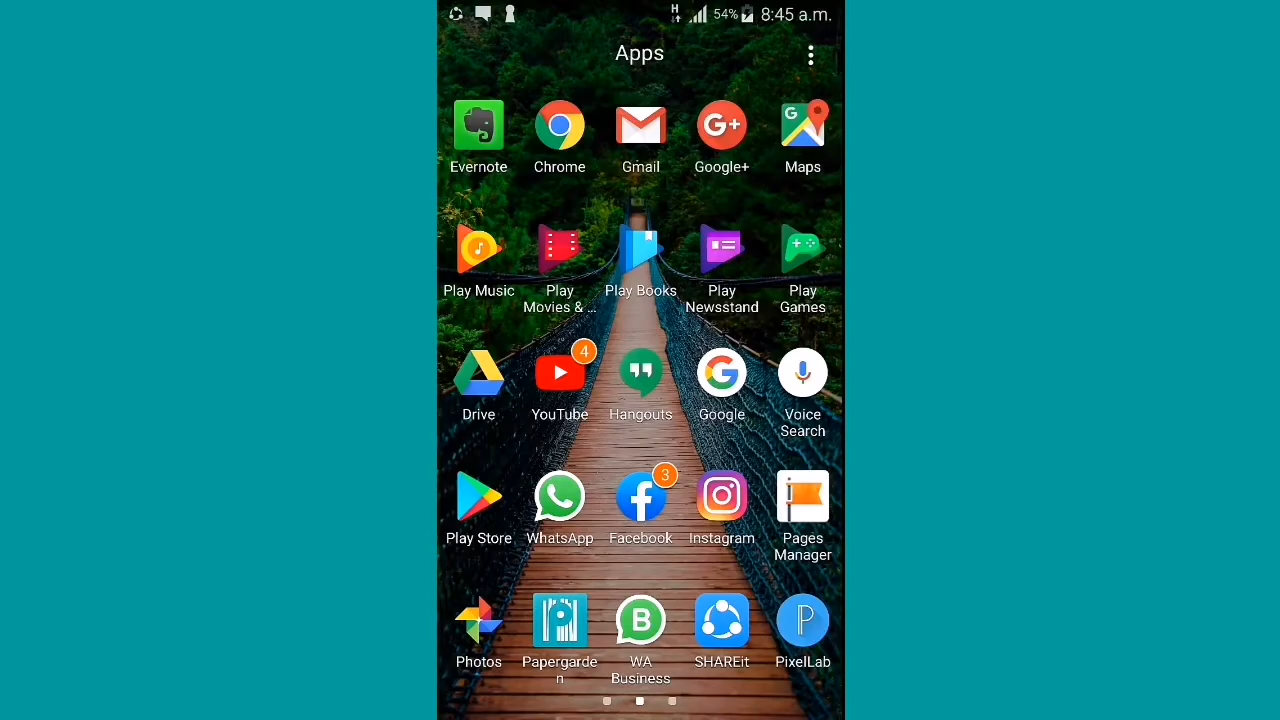 H 54% 8:45 a.m.
Apps
Evernote Chrome Gmail Google+ Maps
Play Music Play Play Books Play Play
Movies & ... Newsstand Games
4
Drive YouTube Hangouts Google Voice
Search
3
Play Store WhatsApp Facebook Instagram Pages
Manager
Photos Papergarde WA SHAREit PixelLab
n Business